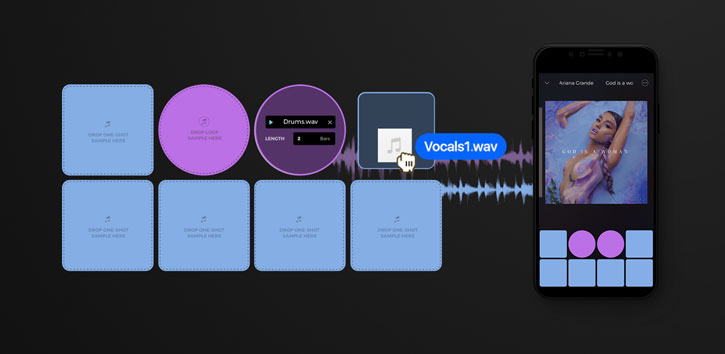 DROP ONE-SHOT
SAMPLE HERE
DROP LOOP
SAMPLE HERE
Drums.wav
LENGTH 2 Bars
Vocals1.wav
DROP ONE-SHOT
SAMPLE HERE
DROP ONE-SHOT
SAMPLE HERE
DROP ONE-SHOT
SAMPLE HERE
DROP ONE-SHOT
SAMPLE HERE
Ariana Grande God is a wo
GOD IS A WOMAN